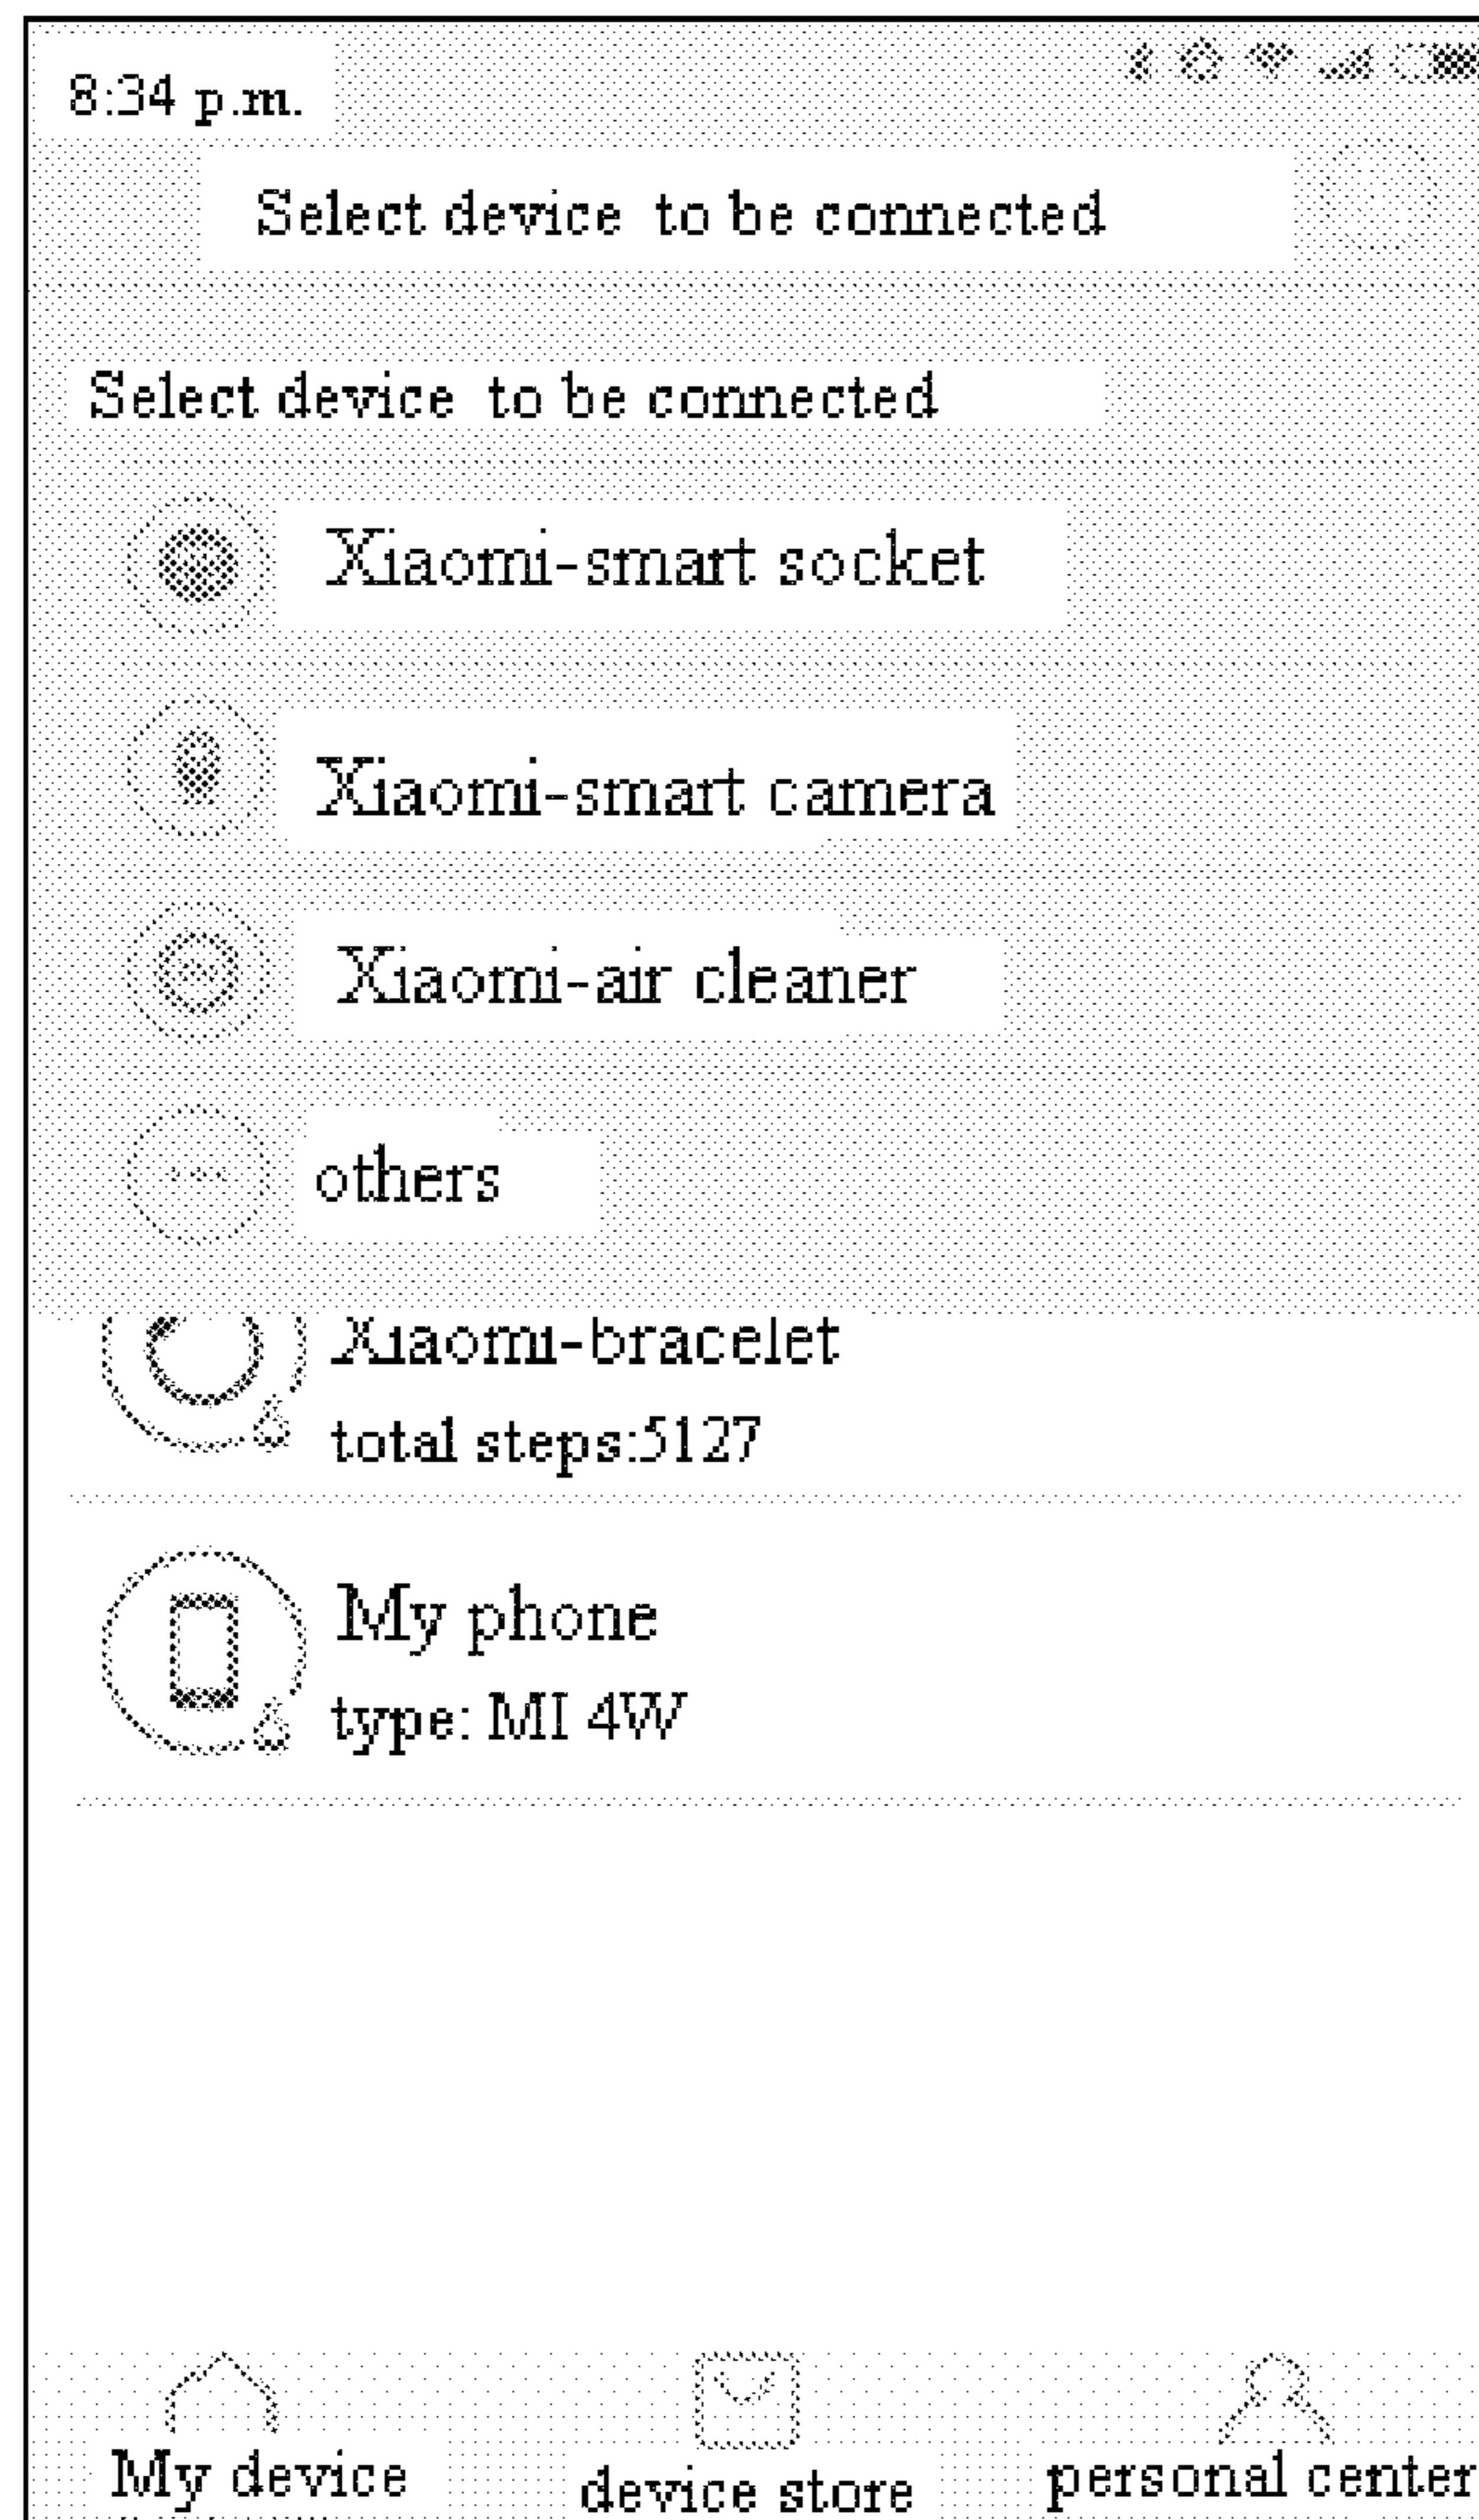 8:34 p.m.
Select device to be connected
Select device to be connected
Xiaomi-smart socket
Xiaomi-smart camera
Xiaomi-air cleaner
others
Xiaomi-bracelet
total steps:5127
My phone
type: MI 4W
My device
device store
personal center